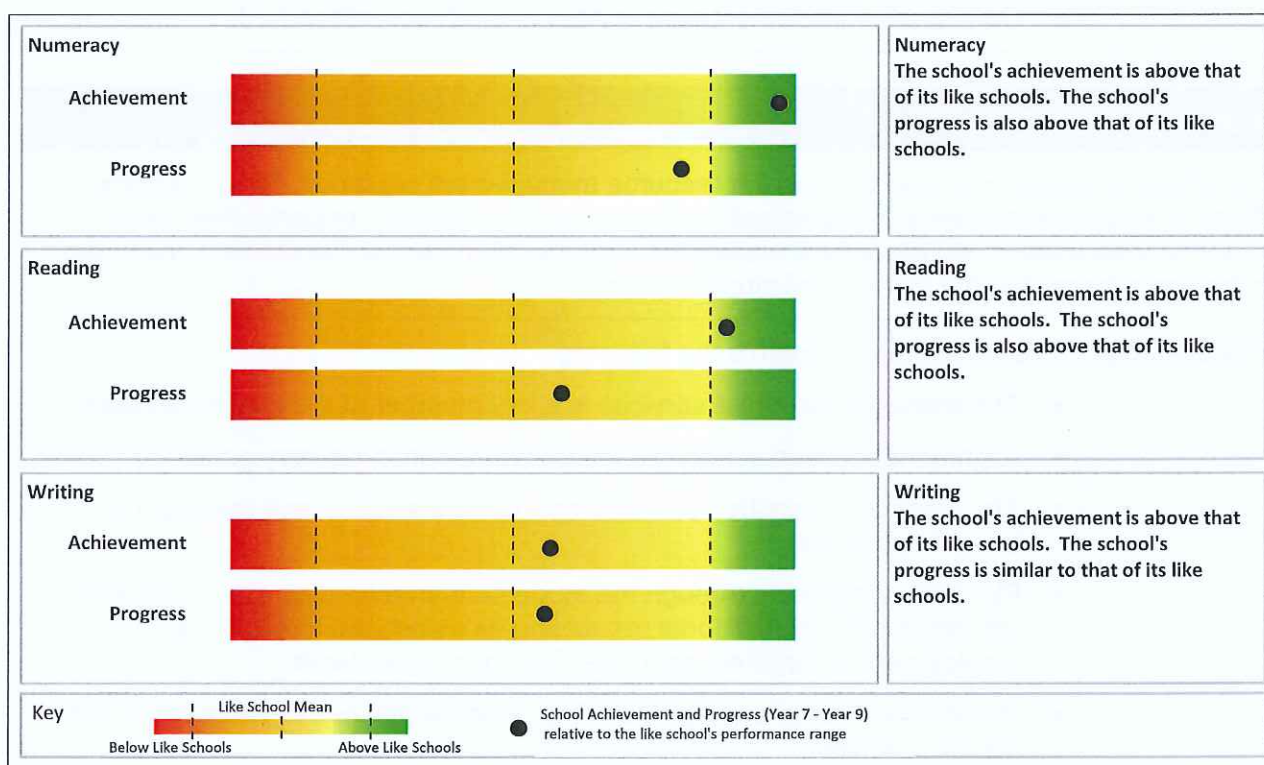 Numeracy
Achievement
Progress
Numeracy
The school's achievement is above that
of its like schools. The school's
progress is also above that of its like
schools.
Reading
Achievement
Progress
Reading
The school's achievement is above that
of its like schools. The school's
progress is also above that of its like
schools.
Writing
Achievement
Progress
Writing
The school's achievement is above that
of its like schools. The school's
progress is similar to that of its like
schools.
Key
Like School Mean
Below Like Schools
Above Like Schools
School Achievement and Progress (Year 7 - Year 9)
relative to the like school's performance range